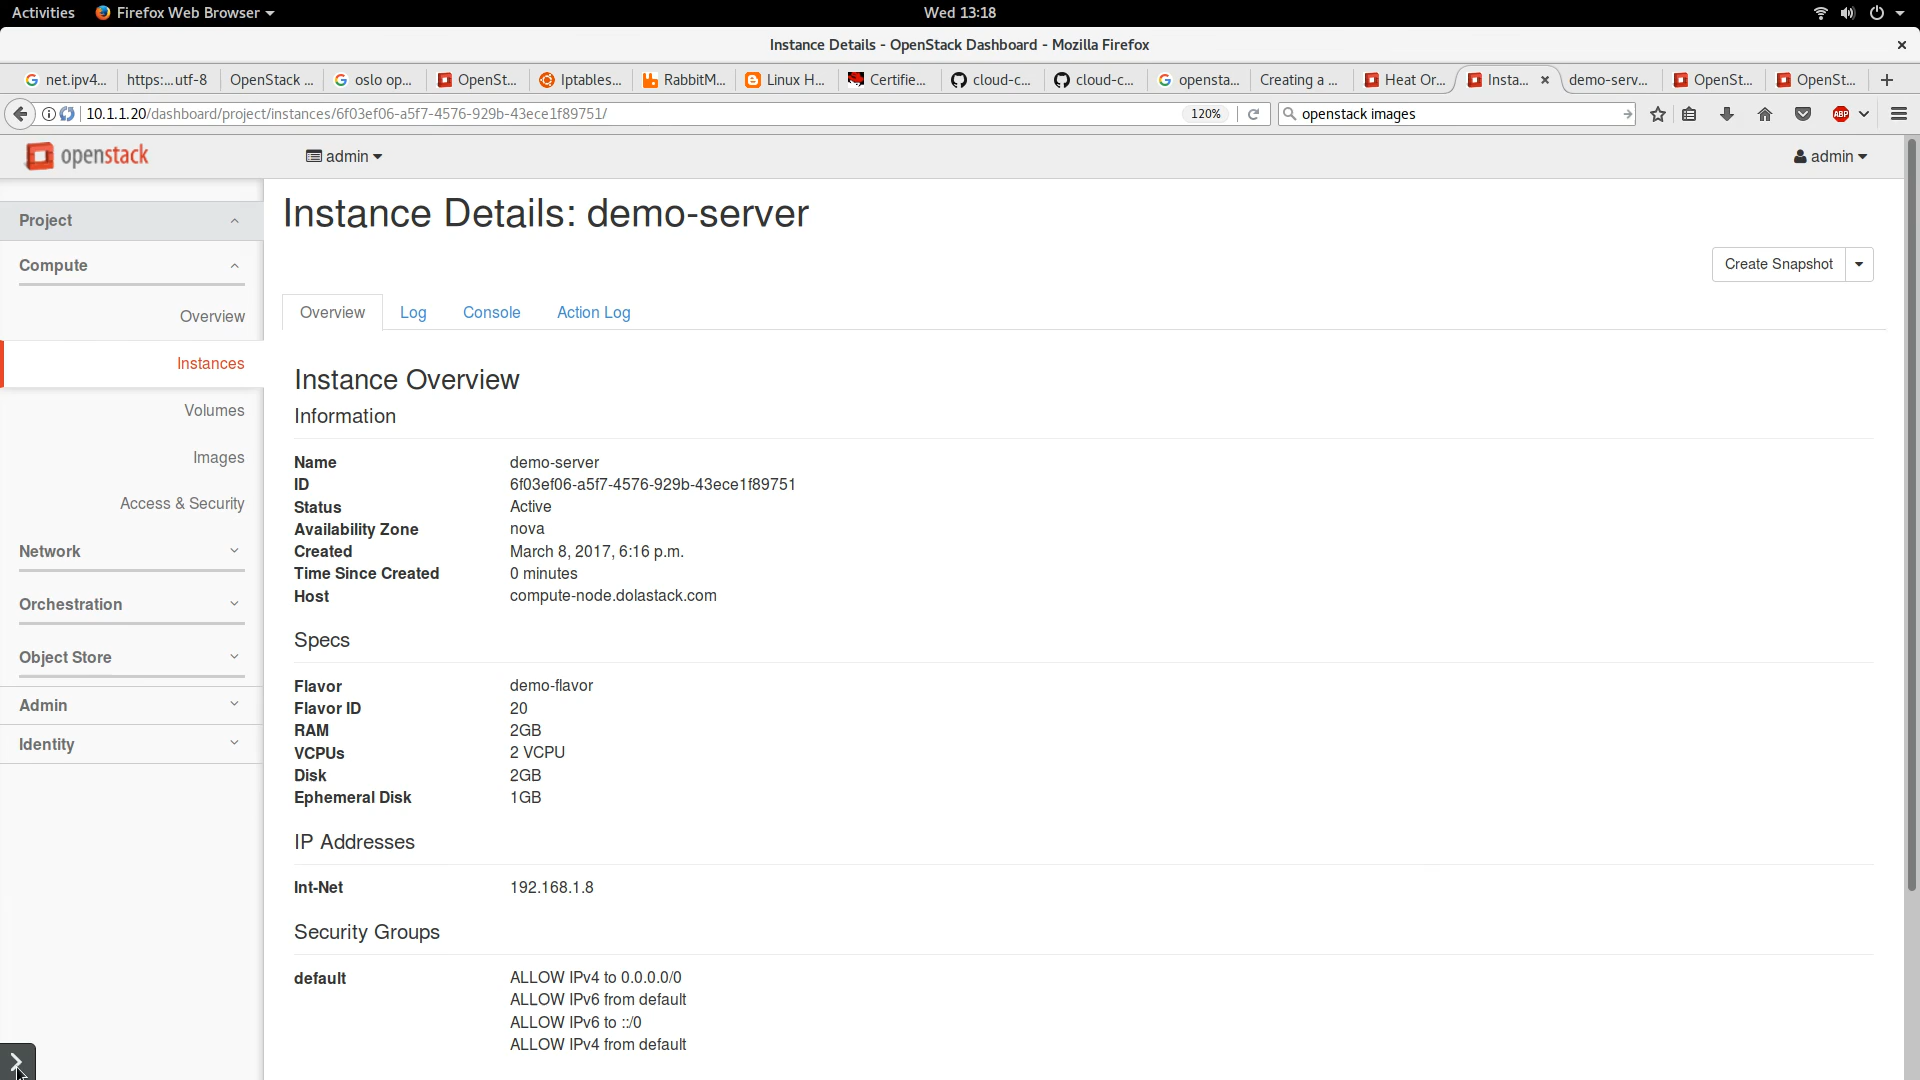 Activities Firefox Web Browser Wed 13:18
Instance Details - OpenStack Dashboard - Mozilla Firefox
net.ipv4... https:...utf-8 OpenStack ... oslo op... OpenSt... Iptables... RabbitM... Linux H... Certifie... cloud-c... cloud-c... opensta... Creating a ... Heat Or... Insta... demo-serv... OpenSt... OpenSt...
10.1.1.20/dashboard/project/instances/6f03ef06-a5f7-4576-929b-43ece1f89751/ 120% openstack images ABP
openstack admin admin
Project
Compute
Overview
Instances
Volumes
Images
Access & Security
Network
Orchestration
Object Store
Admin
Identity
Instance Details: demo-server
Create Snapshot
Overview Log Console Action Log
Instance Overview
Information
Name demo-server
ID 6f03ef06-a5f7-4576-929b-43ece1f89751
Status Active
Availability Zone nova
Created March 8, 2017, 6:16 p.m.
Time Since Created 0 minutes
Host compute-node.dolastack.com
Specs
Flavor demo-flavor
Flavor ID 20
RAM 2GB
VCPUs 2 VCPU
Disk 2GB
Ephemeral Disk 1GB
IP Addresses
Int-Net 192.168.1.8
Security Groups
default ALLOW IPv4 to 0.0.0.0/0
ALLOW IPv6 from default
ALLOW IPv6 to ::/0
ALLOW IPv4 from default